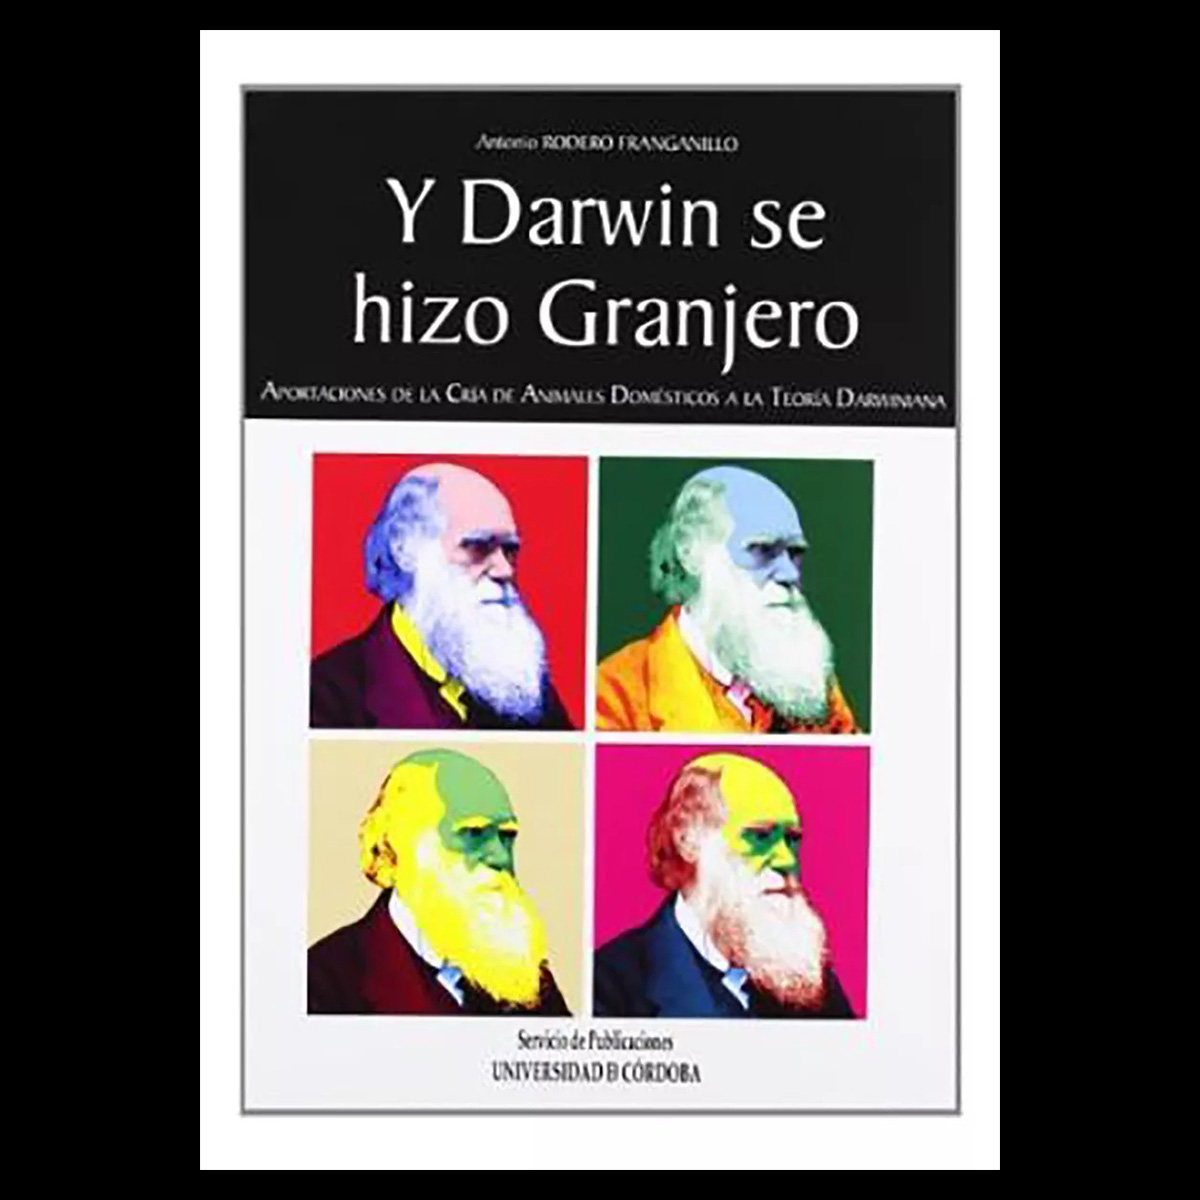 Antonio RODERO FRANGANILLO
Y Darwin se
hizo Granjero
APORTACIONES DE LA CRÍA DE ANIMALES DOMÉSTICOS A LA TEORÍA DARWINIANA
Servicio de Publicaciones
UNIVERSIDAD DE CÓRDOBA